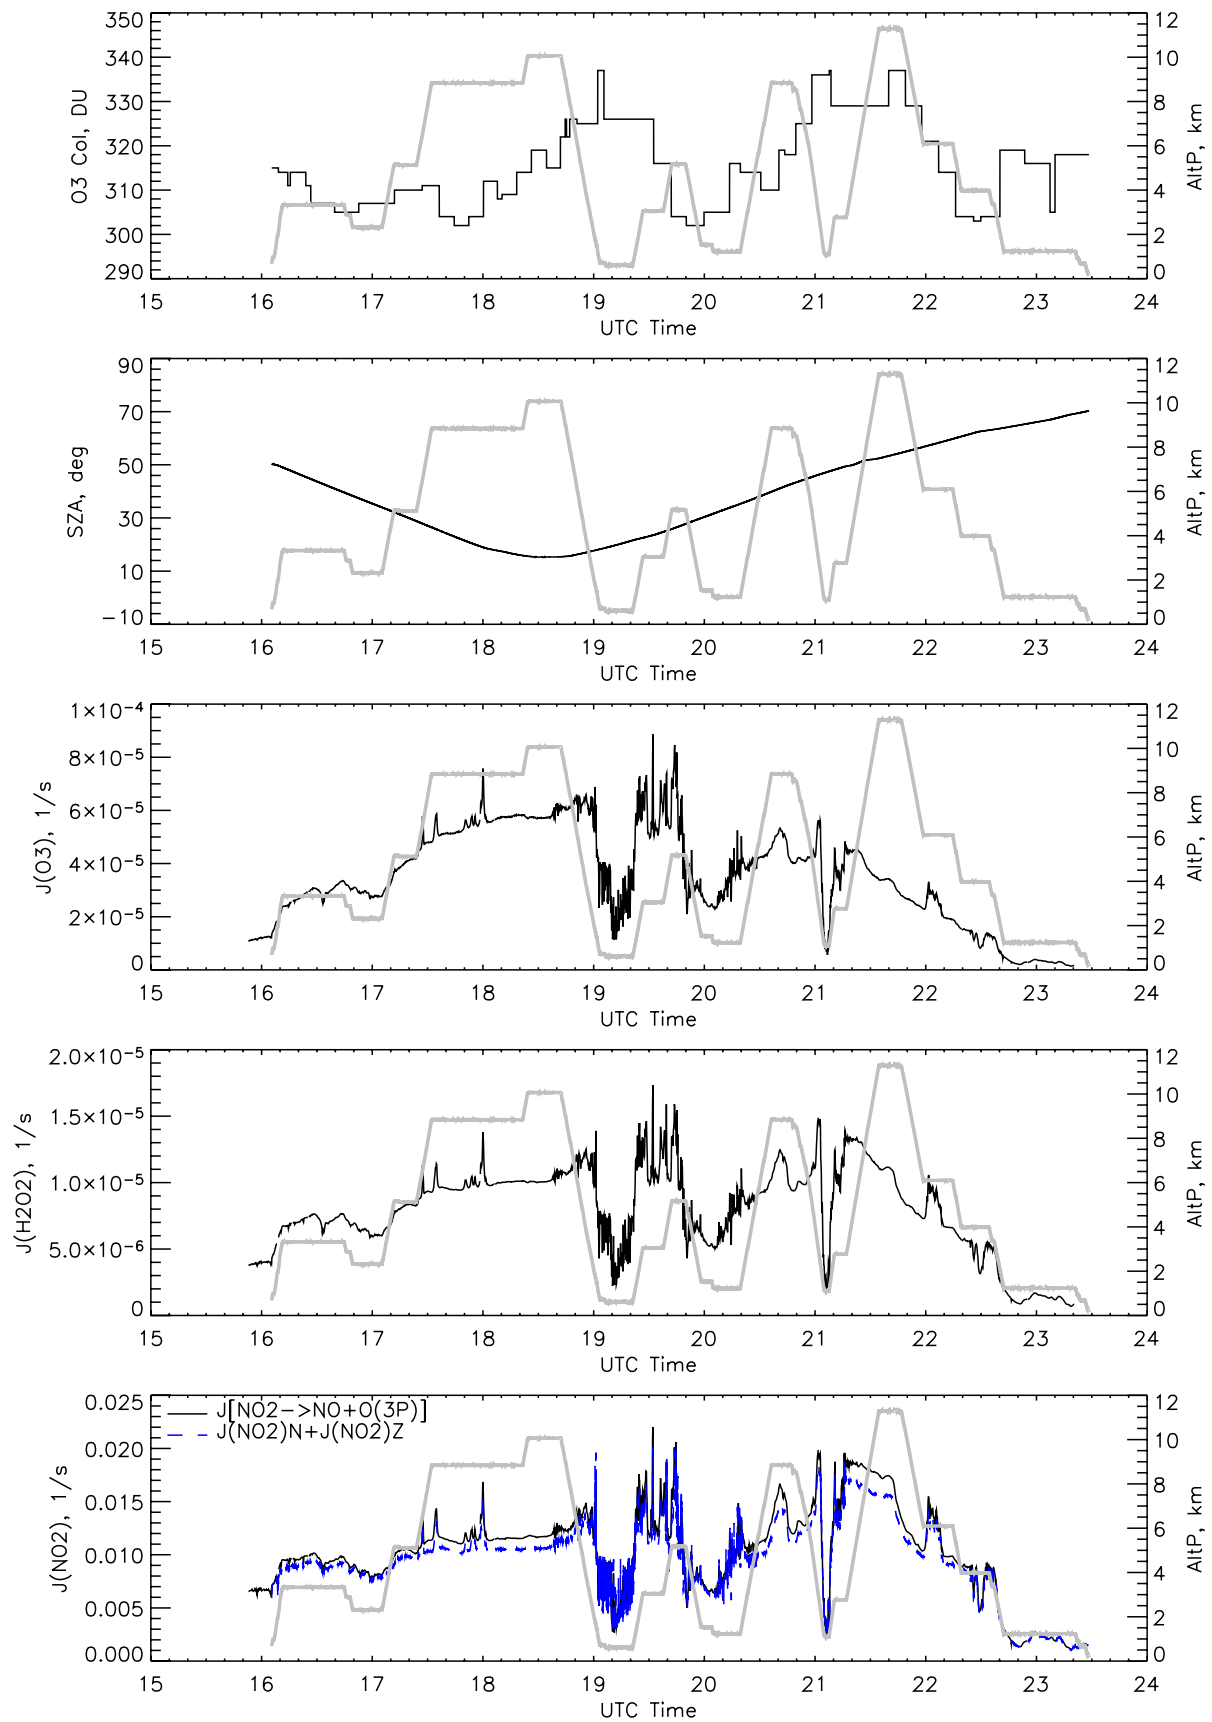 350
340
330
320
310
300
290
O3 Col, DU
12
10
8
6
4
2
0
AltP, km
15 16 17 18 19 20 21 22 23 24
UTC Time
90
70
50
30
10
−10
SZA, deg
12
10
8
6
4
2
0
AltP, km
15 16 17 18 19 20 21 22 23 24
UTC Time
1×10⁻⁴
8×10⁻⁵
6×10⁻⁵
4×10⁻⁵
2×10⁻⁵
0
J(O3), 1/s
12
10
8
6
4
2
0
AltP, km
15 16 17 18 19 20 21 22 23 24
UTC Time
2.0×10⁻⁵
1.5×10⁻⁵
1.0×10⁻⁵
5.0×10⁻⁶
0
J(H2O2), 1/s
12
10
8
6
4
2
0
AltP, km
15 16 17 18 19 20 21 22 23 24
UTC Time
0.025
0.020
0.015
0.010
0.005
0.000
J(NO2), 1/s
J[NO2−>NO+O(3P)]
J(NO2)N+J(NO2)Z
12
10
8
6
4
2
0
AltP, km
15 16 17 18 19 20 21 22 23 24
UTC Time